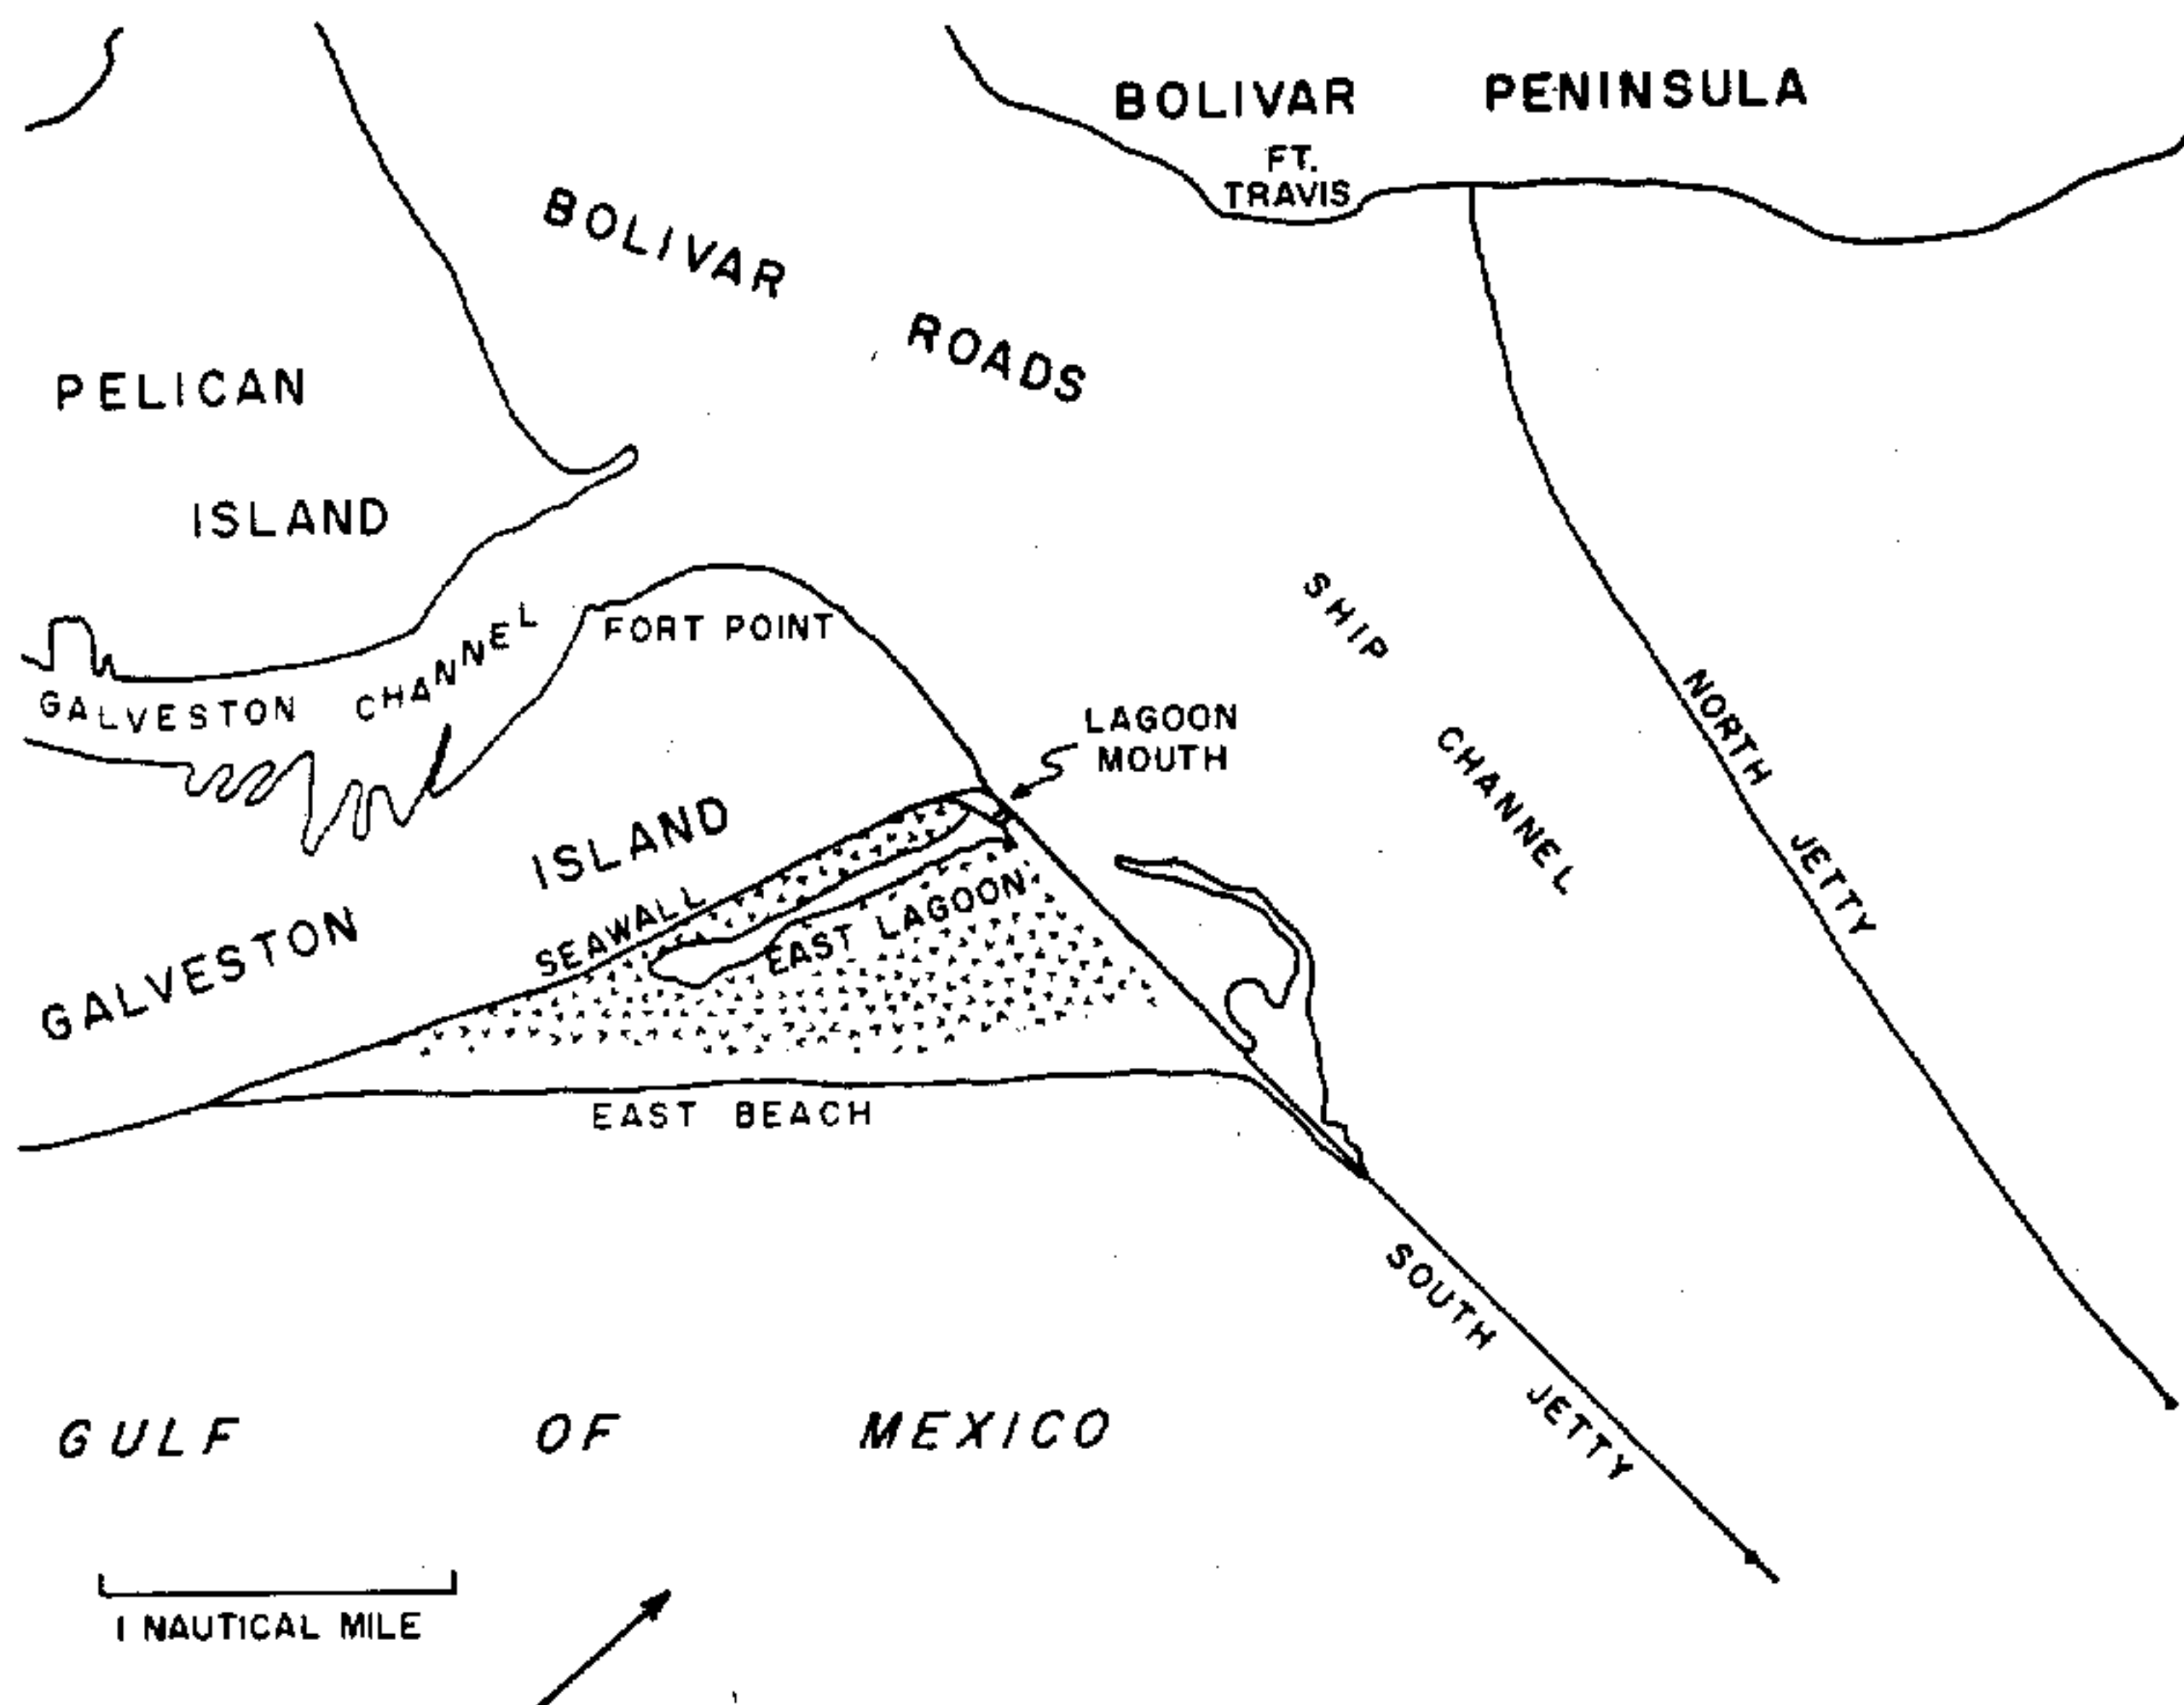 BOLIVAR PENINSULA
FT.
TRAVIS
BOLIVAR ROADS
PELICAN
ISLAND
FORT POINT
SHIP CHANNEL
GALVESTON CHANNEL
LAGOON
MOUTH
NORTH JETTY
GALVESTON ISLAND
SEAWALL
EAST LAGOON
EAST BEACH
SOUTH JETTY
GULF OF MEXICO
1 NAUTICAL MILE